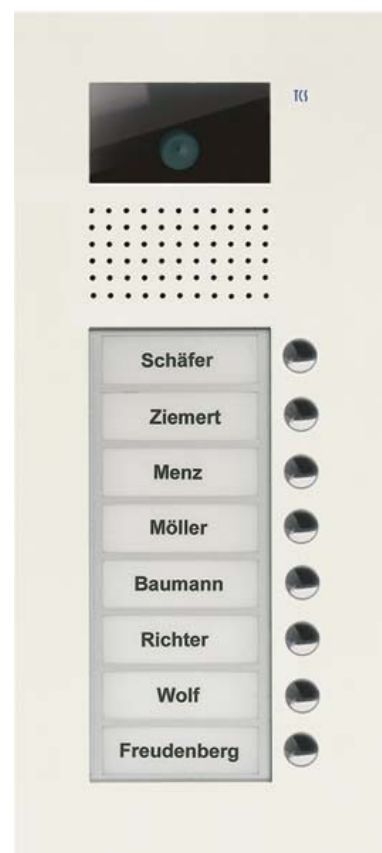 TCS
Schäfer
Ziemert
Menz
Möller
Baumann
Richter
Wolf
Freudenberg